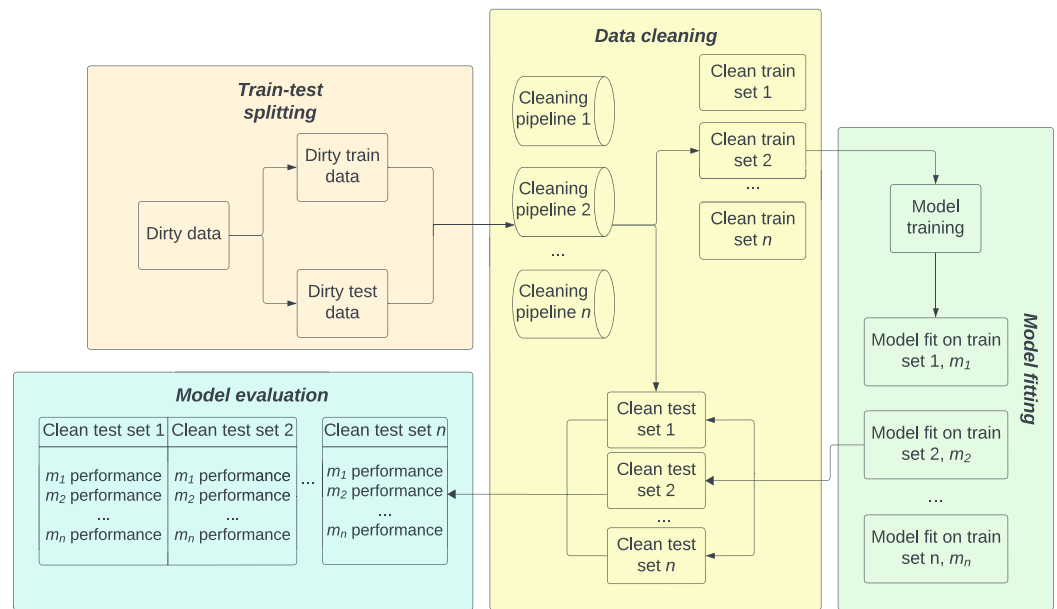 Train-test
splitting
Dirty data
Dirty train
data
Dirty test
data
Data cleaning
Cleaning
pipeline 1
Cleaning
pipeline 2
...
Cleaning
pipeline n
Clean train
set 1
Clean train
set 2
...
Clean train
set n
Clean test
set 1
Clean test
set 2
...
Clean test
set n
Model fitting
Model
training
Model fit on train
set 1, m1
Model fit on train
set 2, m2
...
Model fit on train
set n, mn
Model evaluation
Clean test set 1
m1 performance
m2 performance
...
mn performance
Clean test set 2
m1 performance
m2 performance
...
mn performance
...
Clean test set n
m1 performance
m2 performance
...
mn performance